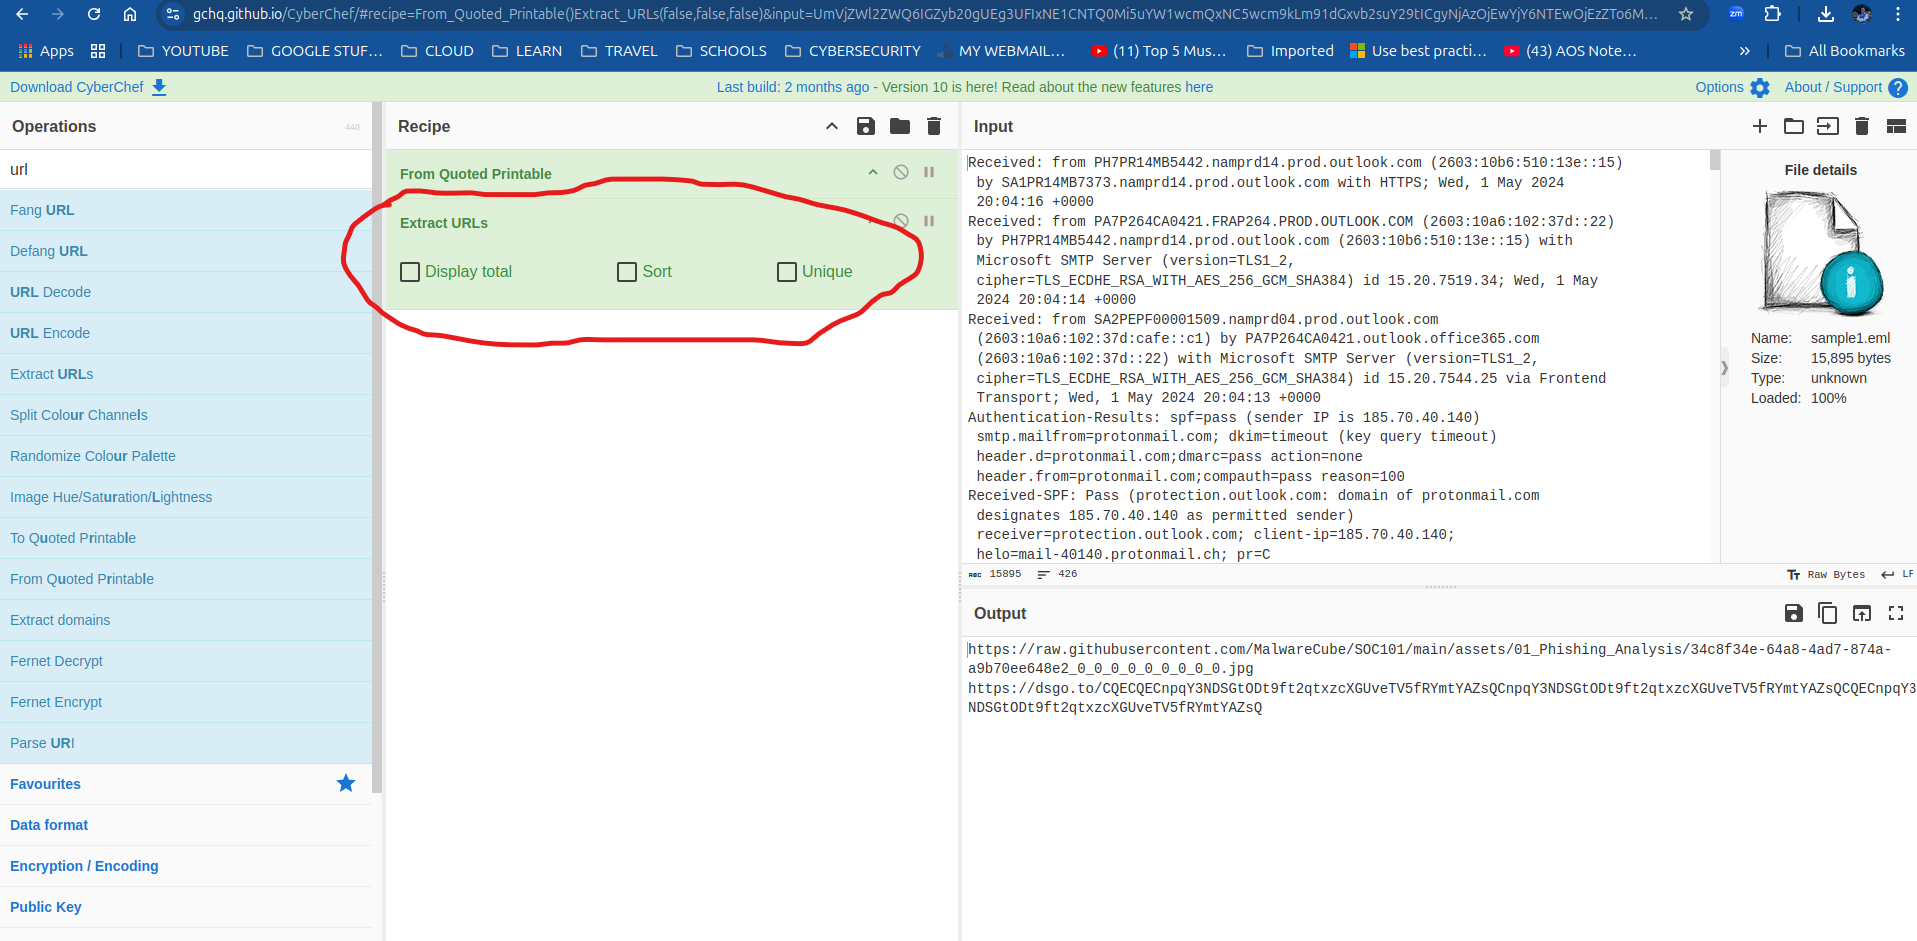 gchq.github.io/CyberChef/#recipe=From_Quoted_Printable()Extract_URLs(false,false,false)&input=
Apps
YOUTUBE
GOOGLE STUF...
CLOUD
LEARN
TRAVEL
SCHOOLS
CYBERSECURITY
MY WEBMAIL...
(11) Top 5 Mus...
Imported
Use best practi...
(43) AOS Note...
»
All Bookmarks
Download CyberChef
Last build: 2 months ago - Version 10 is here! Read about the new features here
Options
About / Support
Operations
440
url
Fang URL
Defang URL
URL Decode
URL Encode
Extract URLs
Split Colour Channels
Randomize Colour Palette
Image Hue/Saturation/Lightness
To Quoted Printable
From Quoted Printable
Extract domains
Fernet Decrypt
Fernet Encrypt
Parse URI
Favourites
Data format
Encryption / Encoding
Public Key
Recipe
From Quoted Printable
Extract URLs
Display total
Sort
Unique
Input
Received: from PH7PR14MB5442.namprd14.prod.outlook.com (2603:10b6:510:13e::15)
by SA1PR14MB7373.namprd14.prod.outlook.com with HTTPS; Wed, 1 May 2024
20:04:16 +0000
Received: from PA7P264CA0421.FRAP264.PROD.OUTLOOK.COM (2603:10a6:102:37d::22)
by PH7PR14MB5442.namprd14.prod.outlook.com (2603:10b6:510:13e::15) with
Microsoft SMTP Server (version=TLS1_2,
cipher=TLS_ECDHE_RSA_WITH_AES_256_GCM_SHA384) id 15.20.7519.34; Wed, 1 May
2024 20:04:14 +0000
Received: from SA2PEPF00001509.namprd04.prod.outlook.com
(2603:10a6:102:37d:cafe::c1) by PA7P264CA0421.outlook.office365.com
(2603:10a6:102:37d::22) with Microsoft SMTP Server (version=TLS1_2,
cipher=TLS_ECDHE_RSA_WITH_AES_256_GCM_SHA384) id 15.20.7544.25 via Frontend
Transport; Wed, 1 May 2024 20:04:13 +0000
Authentication-Results: spf=pass (sender IP is 185.70.40.140)
smtp.mailfrom=protonmail.com; dkim=timeout (key query timeout)
header.d=protonmail.com;dmarc=pass action=none
header.from=protonmail.com;compauth=pass reason=100
Received-SPF: Pass (protection.outlook.com: domain of protonmail.com
designates 185.70.40.140 as permitted sender)
receiver=protection.outlook.com; client-ip=185.70.40.140;
helo=mail-40140.protonmail.ch; pr=C
File details
Name: sample1.eml
Size: 15,895 bytes
Type: unknown
Loaded: 100%
ABC 15895
426
Raw Bytes
LF
Output
https://raw.githubusercontent.com/MalwareCube/SOC101/main/assets/01_Phishing_Analysis/34c8f34e-64a8-4ad7-874a-
a9b70ee648e2_0_0_0_0_0_0_0_0_0.jpg
https://dsgo.to/CQECQECnpqY3NDSGtODt9ft2qtxzcXGUveTV5fRYmtYAZsQCnpqY3NDSGtODt9ft2qtxzcXGUveTV5fRYmtYAZsQCQECnpqY3
NDSGtODt9ft2qtxzcXGUveTV5fRYmtYAZsQ